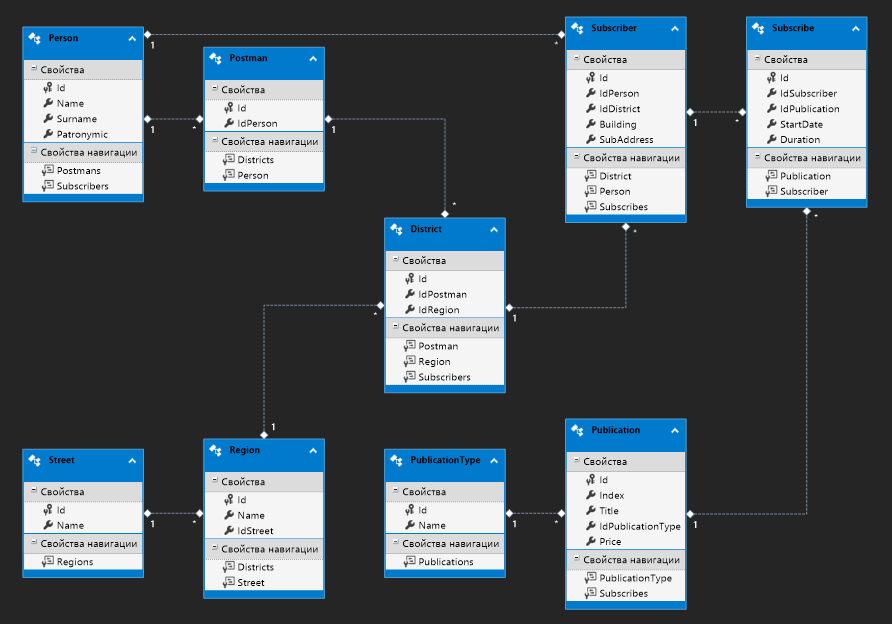 Person
Свойства
Id
Name
Surname
Patronymic
Свойства навигации
Postmans
Subscribers
1
*
1
*
Postman
Свойства
Id
IdPerson
Свойства навигации
Districts
Person
1
*
Subscriber
Свойства
Id
IdPerson
IdDistrict
Building
SubAddress
Свойства навигации
District
Person
Subscribes
1
*
*
1
Subscribe
Свойства
Id
IdSubscriber
IdPublication
StartDate
Duration
Свойства навигации
Publication
Subscriber
*
1
District
Свойства
Id
IdPostman
IdRegion
Свойства навигации
Postman
Region
Subscribers
*
1
Street
Свойства
Id
Name
Свойства навигации
Regions
1
*
Region
Свойства
Id
Name
IdStreet
Свойства навигации
Districts
Street
PublicationType
Свойства
Id
Name
Свойства навигации
Publications
1
*
Publication
Свойства
Id
Index
Title
IdPublicationType
Price
Свойства навигации
PublicationType
Subscribes